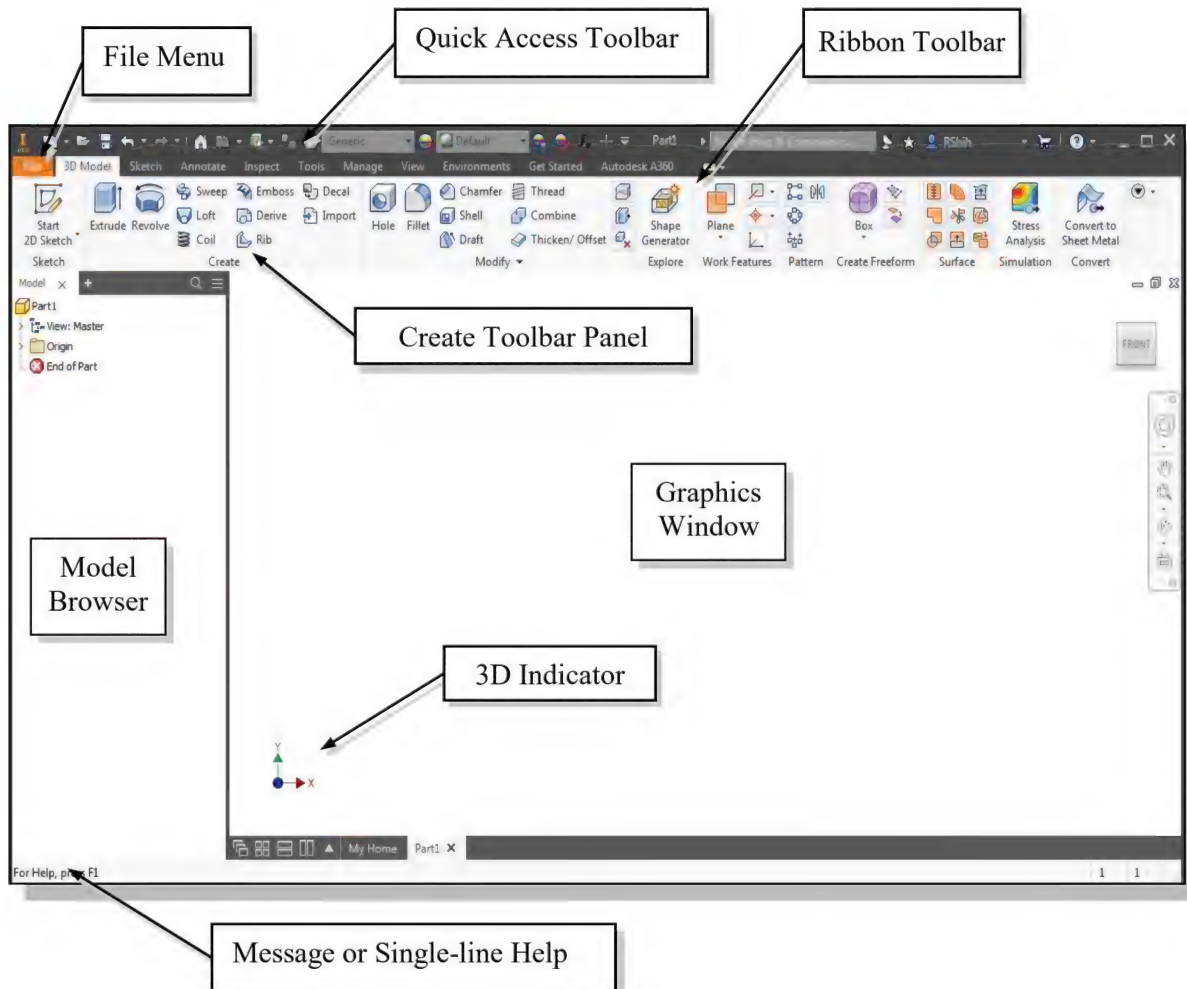 File Menu
Quick Access Toolbar
Ribbon Toolbar
Generic
Default
Part1
RShih
3D Model Sketch Annotate Inspect Tools Manage View Environments Get Started Autodesk A360
Start
2D Sketch
Extrude Revolve
Sweep Emboss Decal
Loft Derive Import
Coil Rib
Hole Fillet
Chamfer Thread
Shell Combine
Draft Thicken/ Offset
Shape
Generator
Plane
Box
Stress
Analysis
Convert to
Sheet Metal
Sketch Create Modify Explore Work Features Pattern Create Freeform Surface Simulation Convert
Model x +
Part1
View: Master
Origin
End of Part
Create Toolbar Panel
FRONT
Graphics
Window
Model
Browser
3D Indicator
Y
X
My Home Part1 X
For Help, press F1
1 1
Message or Single-line Help